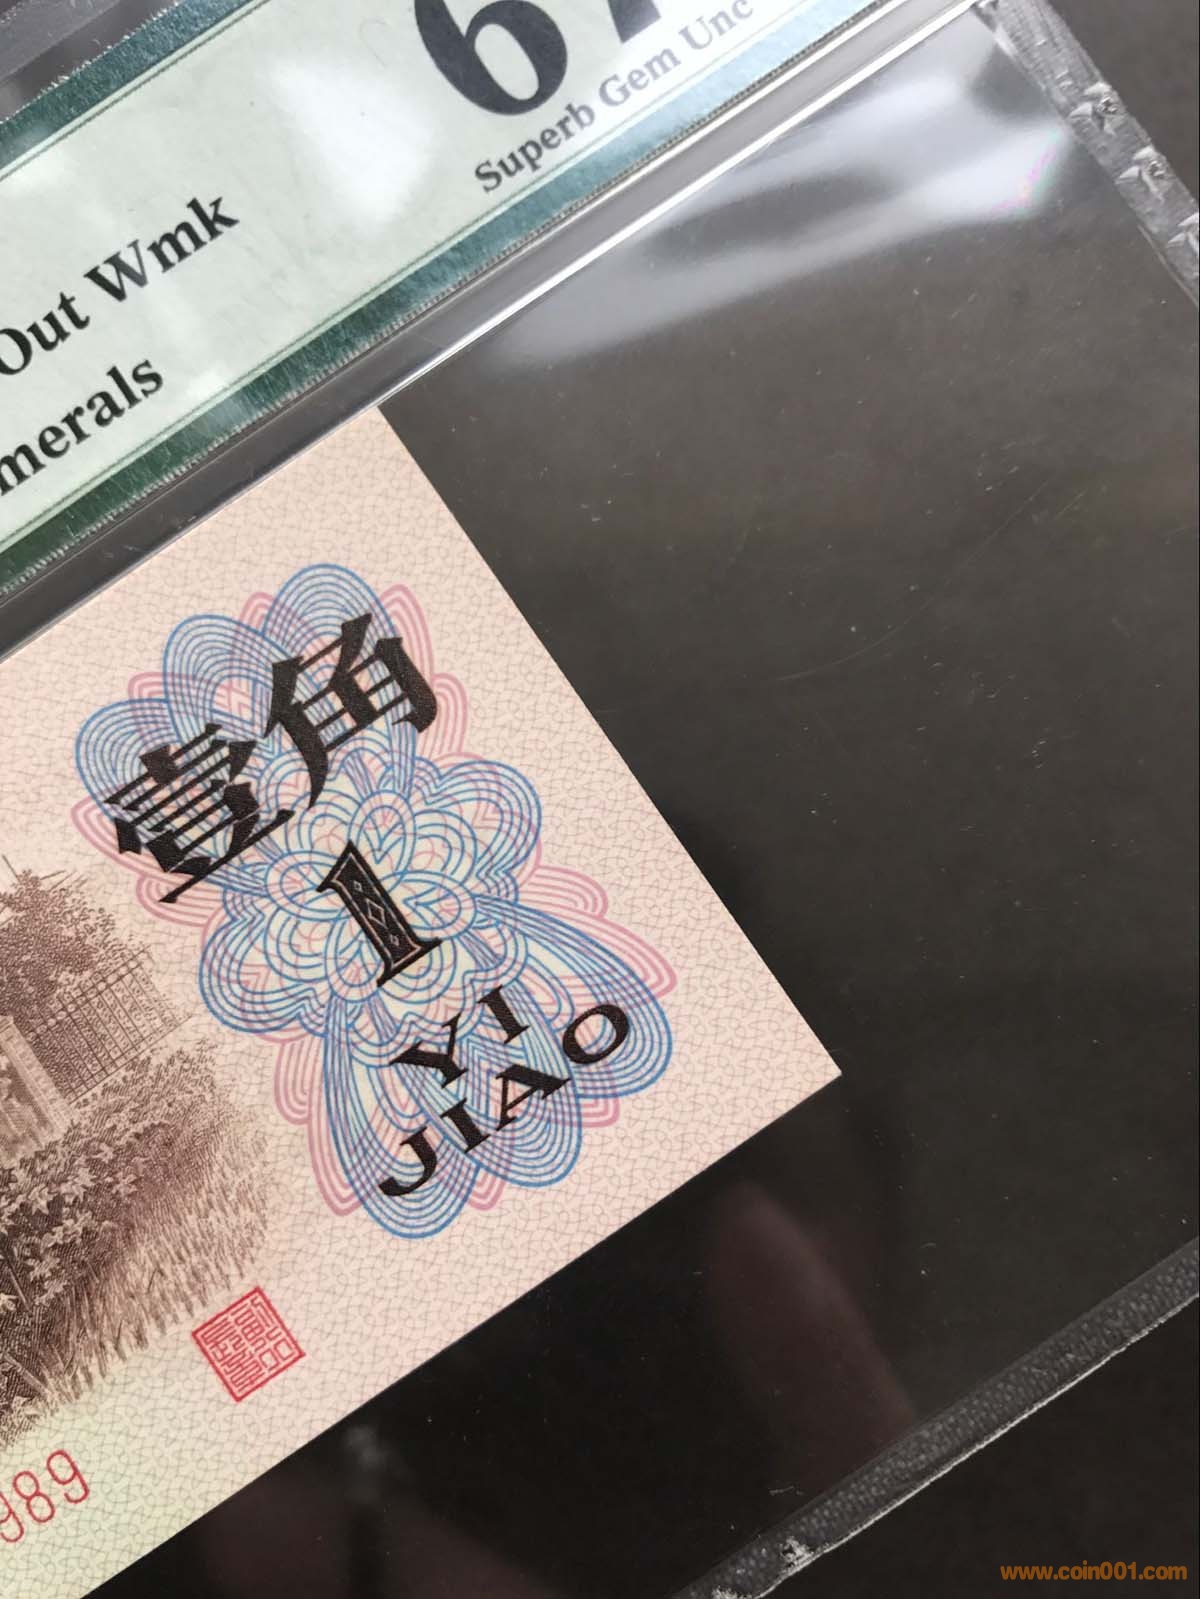 67
Superb Gem Unc
Out Wmk
merals
壹角
1
YI
JIAO
989
www.coin001.com